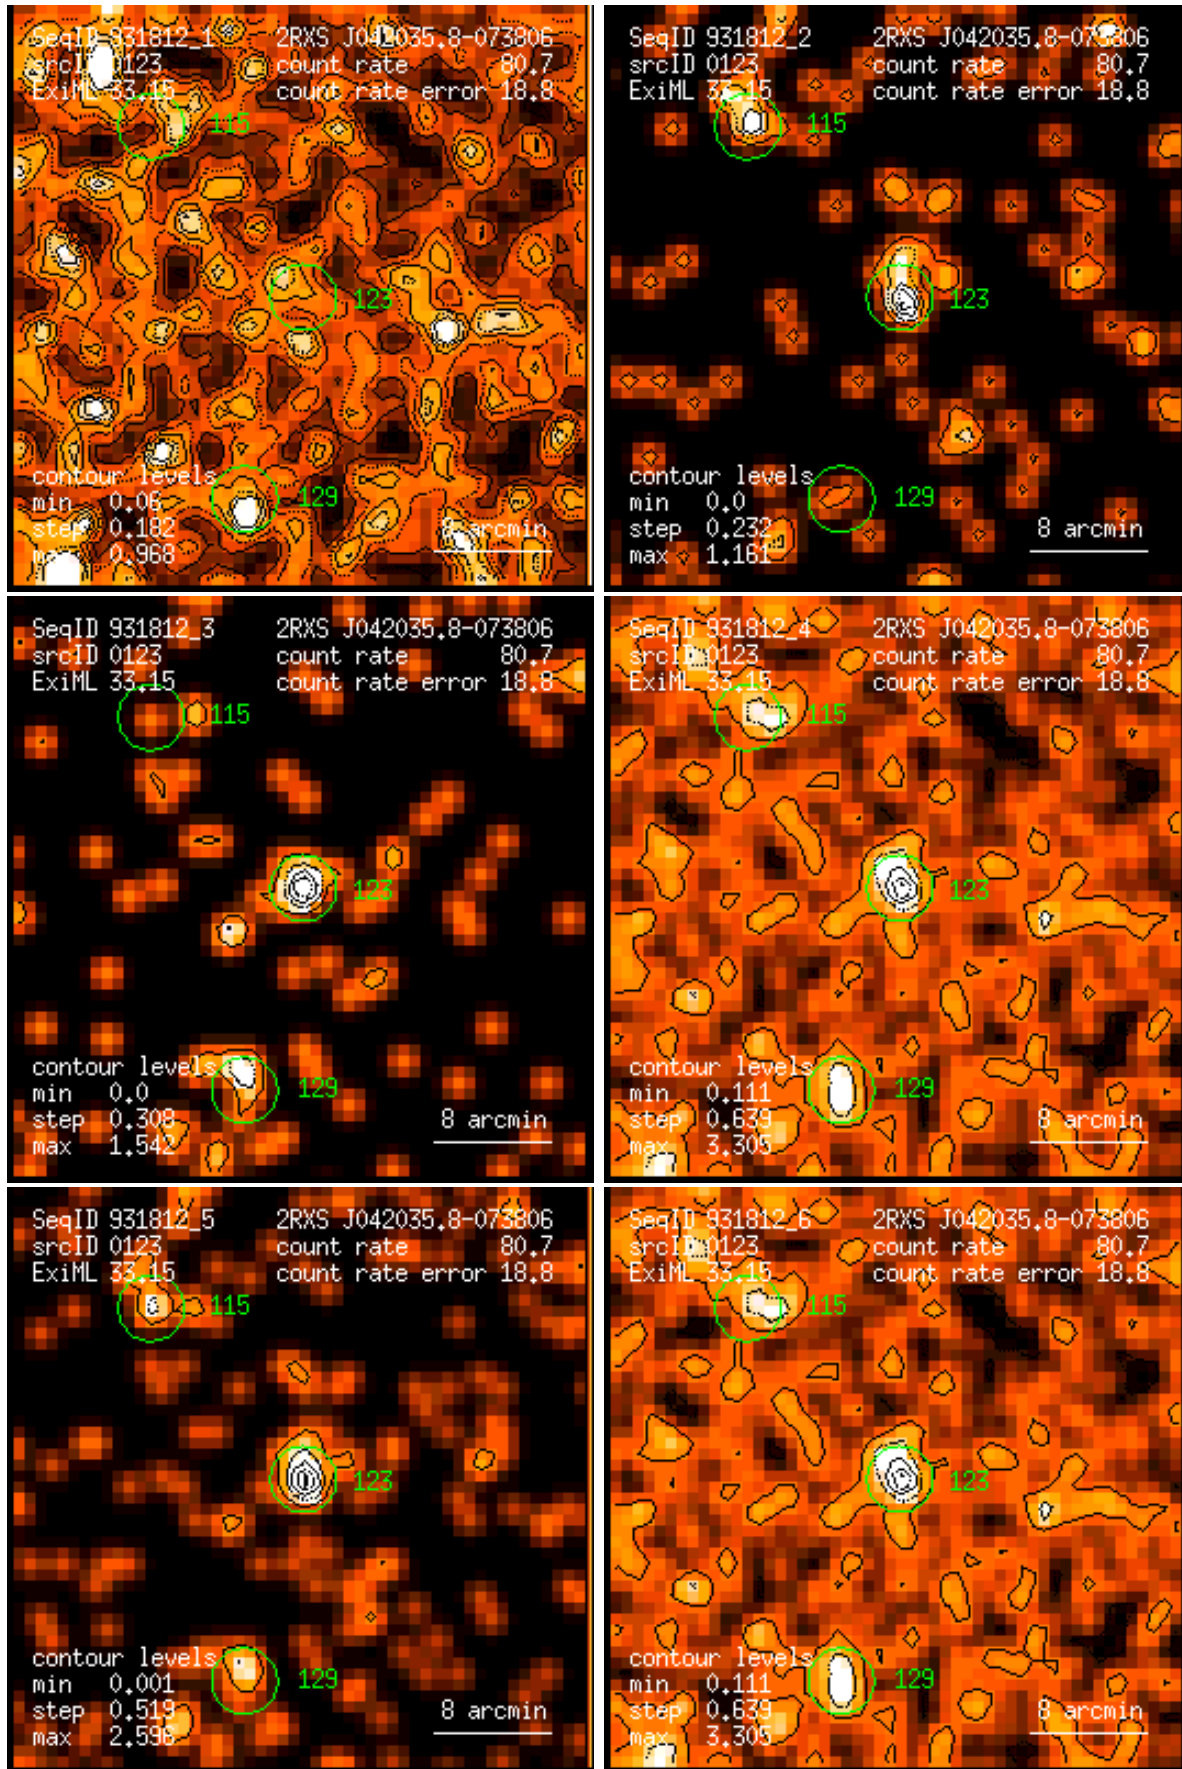 SeqID 931812_1 2RXS J042035.8-073806
srcID 0123 count rate 80.7
ExiML 33.15 count rate error 18.8
115
123
contour levels
129
min 0.06
step 0.182 8 arcmin
max 0.968
SeqID 931812_2 2RXS J042035.8-073806
srcID 0123 count rate 80.7
ExiML 33.15 count rate error 18.8
115
123
contour levels
129
min 0.0
step 0.232 8 arcmin
max 1.161
SeqID 931812_3 2RXS J042035.8-073806
srcID 0123 count rate 80.7
ExiML 33.15 count rate error 18.8
115
123
contour levels
129
min 0.0
step 0.308 8 arcmin
max 1.542
SeqID 931812_4 2RXS J042035.8-073806
srcID 0123 count rate 80.7
ExiML 33.15 count rate error 18.8
115
123
contour levels
129
min 0.111
step 0.639 8 arcmin
max 3.305
SeqID 931812_5 2RXS J042035.8-073806
srcID 0123 count rate 80.7
ExiML 33.15 count rate error 18.8
115
123
contour levels
129
min 0.001
step 0.519 8 arcmin
max 2.596
SeqID 931812_6 2RXS J042035.8-073806
srcID 0123 count rate 80.7
ExiML 33.15 count rate error 18.8
115
123
contour levels
129
min 0.111
step 0.639 8 arcmin
max 3.305